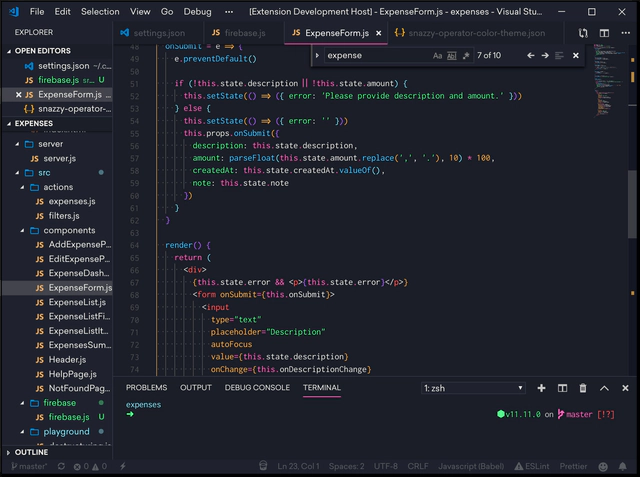 File Edit Selection View Go Debug ··· [Extension Development Host] - ExpenseForm.js - expenses - Visual Stu...
EXPLORER
settings.json
JS firebase.js
JS ExpenseForm.js
snazzy-operator-color-theme.json
OPEN EDITORS
settings.json ~/.c...
JS firebase.js sr... U
JS ExpenseForm.js ...
snazzy-operator-...
EXPENSES
server
JS server.js
src
actions
JS expenses.js
JS filters.js
components
JS AddExpenseP...
JS EditExpenseP...
JS ExpenseDash...
JS ExpenseForm.js
JS ExpenseList.js
JS ExpenseListFi...
JS ExpenseListIt...
JS ExpensesSum...
JS Header.js
JS HelpPage.js
JS NotFoundPag...
firebase
JS firebase.js U
playground
OUTLINE
expense
Aa Abl .* 7 of 10
48 onSubmit = e => {
49 e.preventDefault()
50
51 if (!this.state.description || !this.state.amount) {
52 this.setState(() => ({ error: 'Please provide description and amount.' }))
53 } else {
54 this.setState(() => ({ error: '' }))
55 this.props.onSubmit({
56 description: this.state.description,
57 amount: parseFloat(this.state.amount.replace(',', '.'), 10) * 100,
58 createdAt: this.state.createdAt.valueOf(),
59 note: this.state.note
60 })
61 }
62 }
63
64 render() {
65 return (
66 <div>
67 {this.state.error && <p>{this.state.error}</p>}
68 <form onSubmit={this.onSubmit}>
69 <input
70 type="text"
71 placeholder="Description"
72 autoFocus
73 value={this.state.description}
74 onChange={this.onDescriptionChange}
PROBLEMS OUTPUT DEBUG CONSOLE TERMINAL 1: zsh
expenses
➜ v11.11.0 on master [!?]
master* 0 0 Ln 23, Col 1 Spaces: 2 UTF-8 CRLF Javascript (Babel) ESLint Prettier